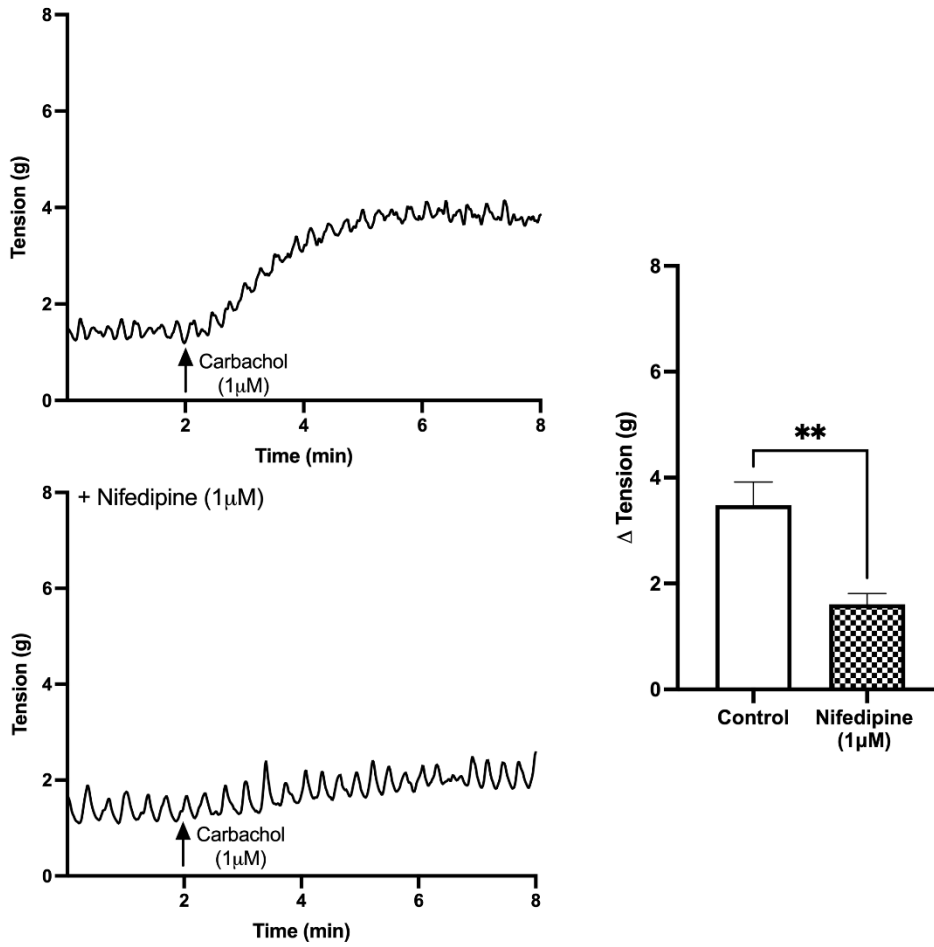 8
6
4
2
0
Tension (g)
Carbachol
(1μM)
2
4
6
8
Time (min)
+ Nifedipine (1μM)
8
6
4
2
0
Tension (g)
Carbachol
(1μM)
2
4
6
8
Time (min)
8
6
4
2
0
Δ Tension (g)
**
Control
Nifedipine
(1μM)